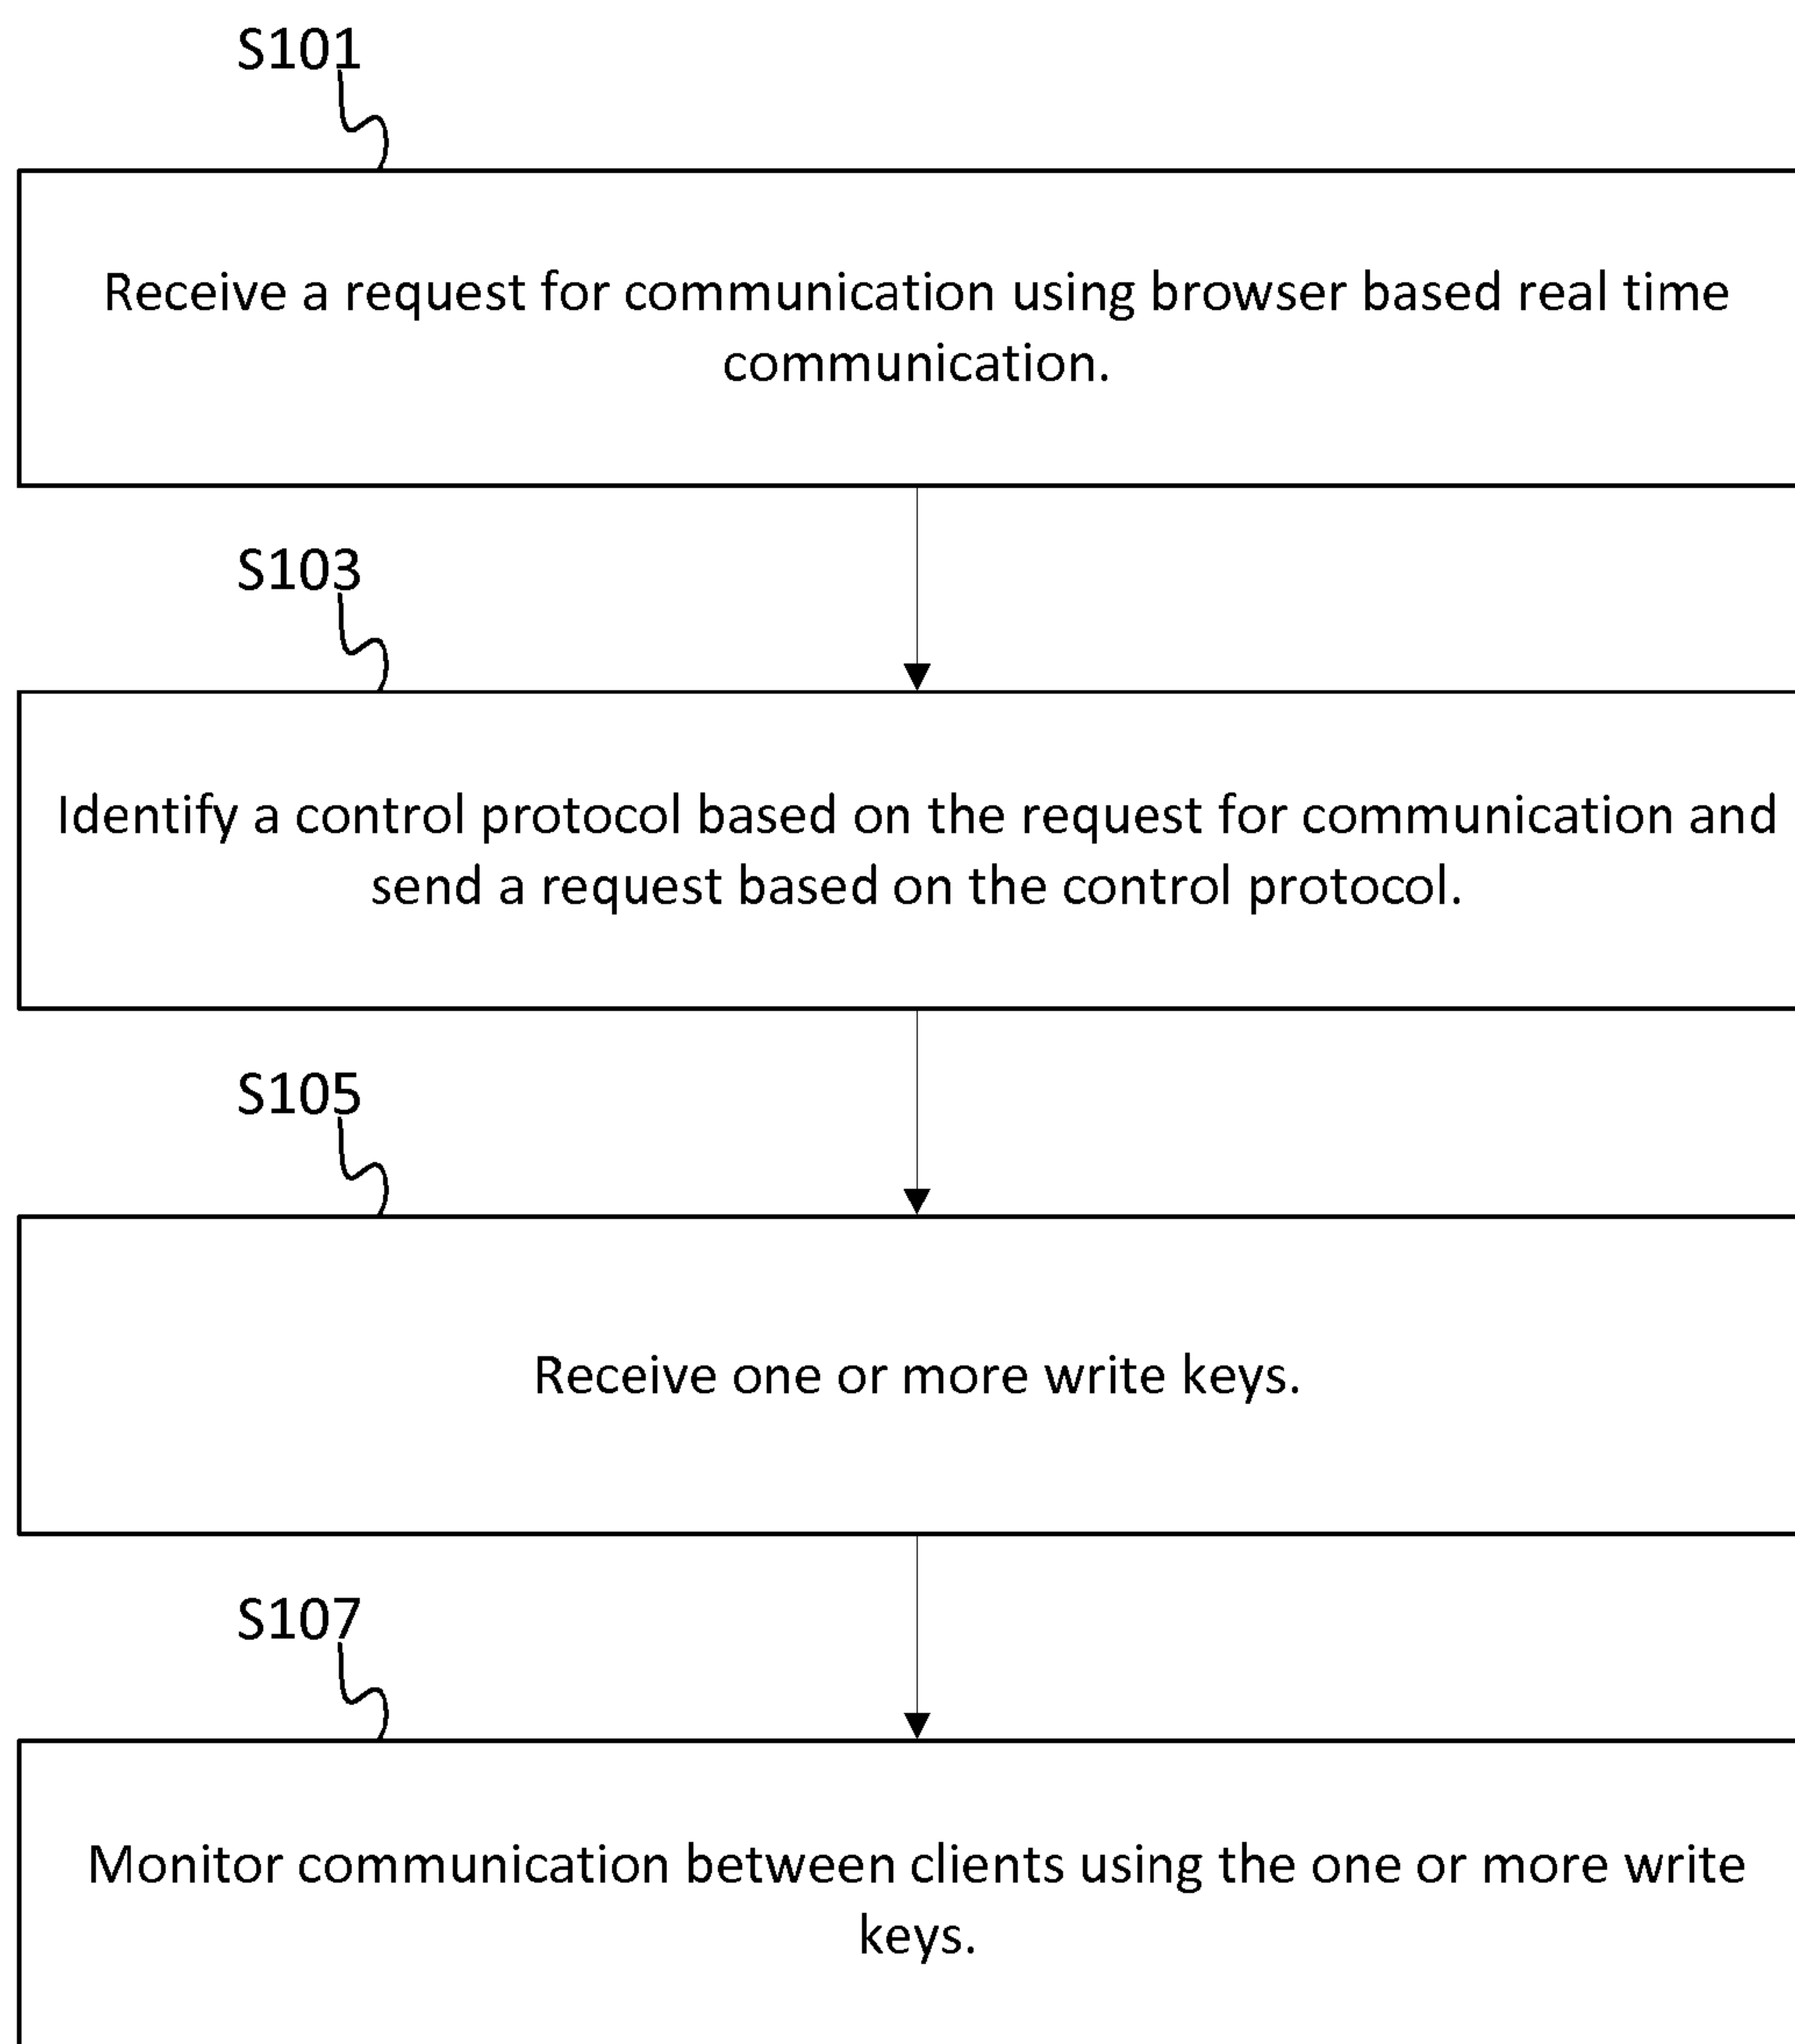 S101
Receive a request for communication using browser based real time
communication.
S103
Identify a control protocol based on the request for communication and
send a request based on the control protocol.
S105
Receive one or more write keys.
S107
Monitor communication between clients using the one or more write
keys.